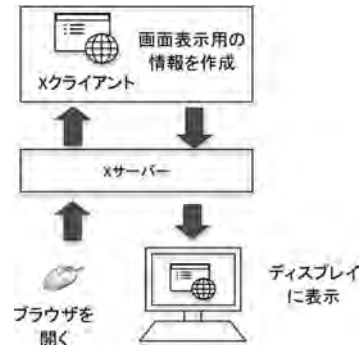 画面表示用の
情報を作成
Xクライアント
Xサーバー
ブラウザを
開く
ディスプレイ
に表示